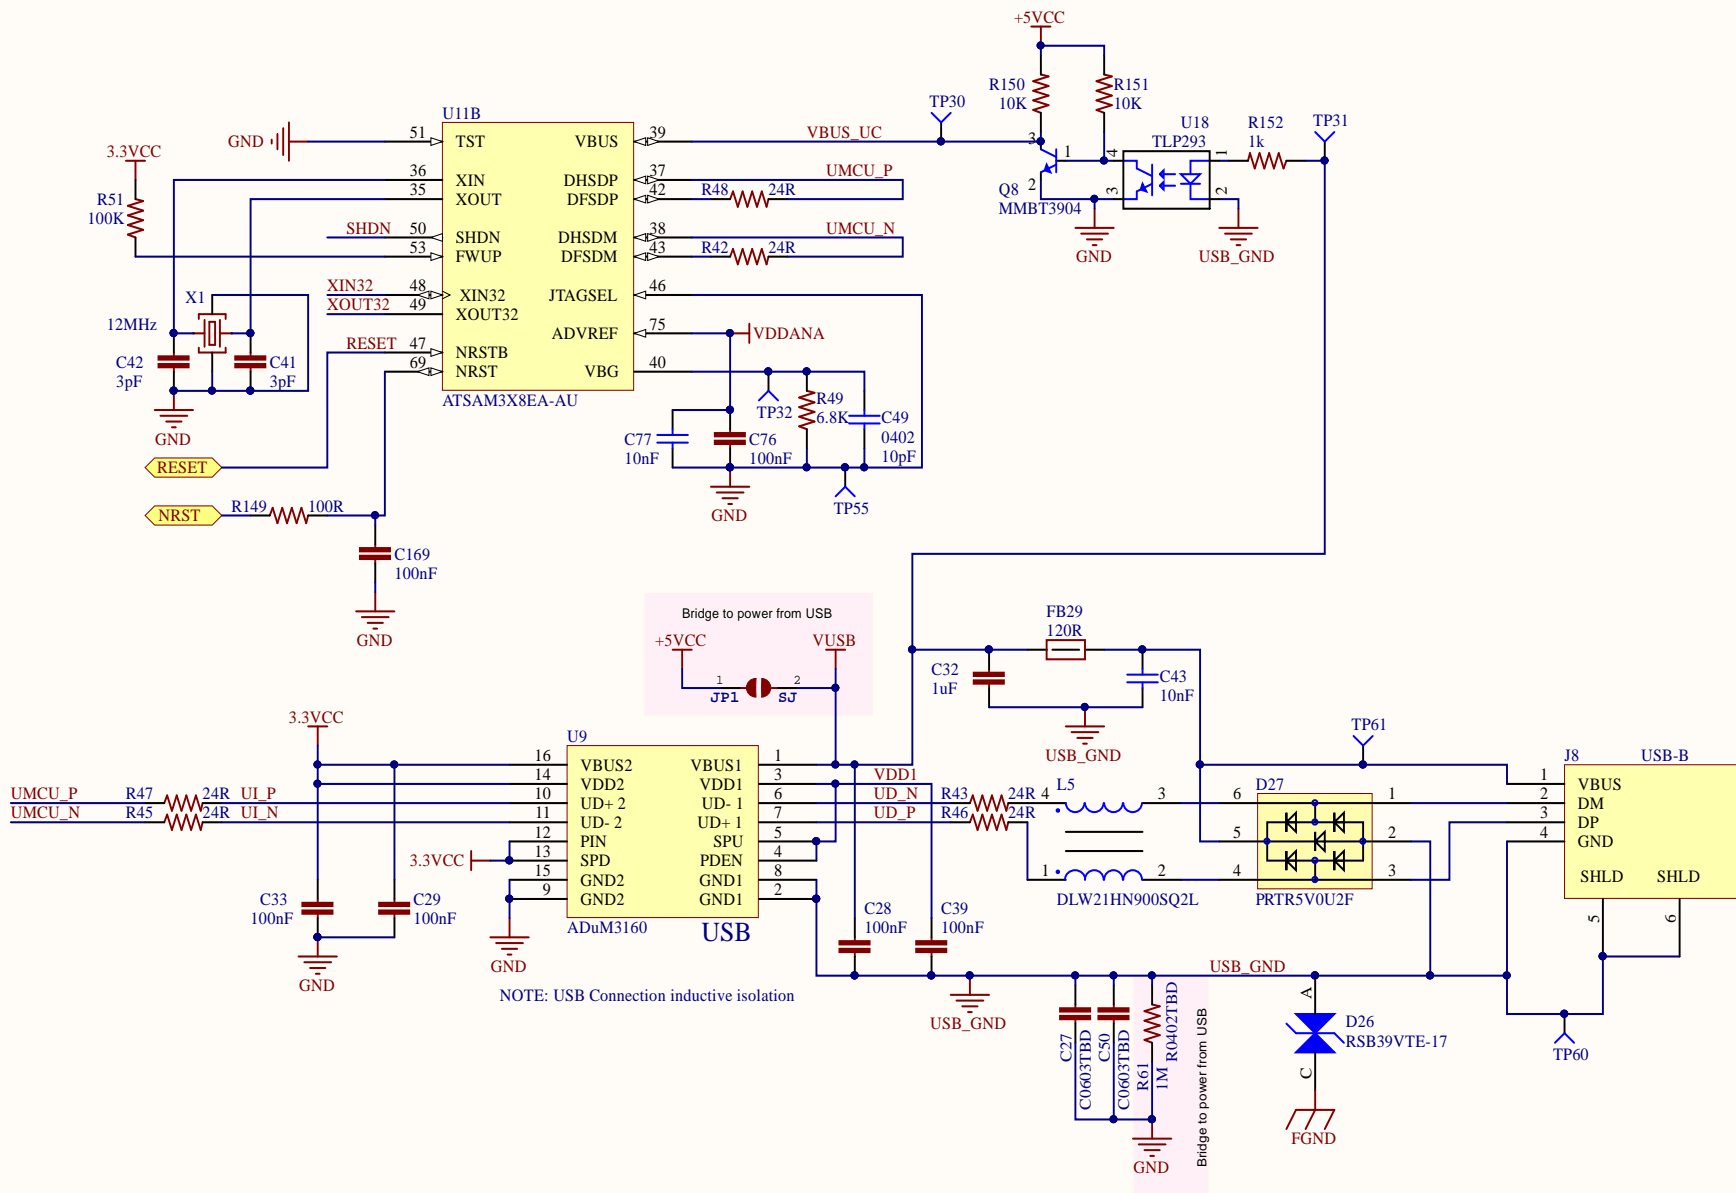 +5VCC
R150
10K
R151
10K
TP30
U18
TLP293
R152
1k
TP31
U11B
GND
51
TST
VBUS
39
VBUS_UC
3
1
2
Q8
MMBT3904
4
3
1
2
GND
USB_GND
3.3VCC
R51
100K
36
XIN
DHSDP
37
UMCU_P
35
XOUT
DFSDP
42
R48
24R
SHDN
50
SHDN
DHSDM
38
UMCU_N
53
FWUP
DFSDM
43
R42
24R
XIN32
48
XIN32
JTAGSEL
46
XOUT32
49
XOUT32
X1
12MHz
ADVREF
75
VDDANA
RESET
47
NRSTB
69
NRST
VBG
40
C42
3pF
C41
3pF
ATSAM3X8EA-AU
GND
TP32
R49
6.8K
C49
0402
10pF
C77
10nF
C76
100nF
GND
TP55
RESET
NRST
R149
100R
C169
100nF
GND
Bridge to power from USB
+5VCC
VUSB
1
2
JP1
SJ
FB29
120R
C32
1uF
C43
10nF
USB_GND
TP61
3.3VCC
U9
16
VBUS2
VBUS1
1
14
VDD2
VDD1
3
VDD1
UMCU_P
R47
24R
UI_P
10
UD+ 2
UD- 1
6
UD_N
R43
24R
UMCU_N
R45
24R
UI_N
11
UD- 2
UD+ 1
7
UD_P
R46
24R
12
PIN
SPU
5
3.3VCC
13
SPD
PDEN
4
15
GND2
GND1
8
9
GND2
GND1
2
ADuM3160
USB
L5
4
3
1
2
DLW21HN900SQ2L
D27
6
1
5
2
4
3
PRTR5V0U2F
J8
USB-B
1
VBUS
2
DM
3
DP
4
GND
SHLD
SHLD
5
6
C33
100nF
C29
100nF
GND
GND
C28
100nF
C39
100nF
NOTE: USB Connection inductive isolation
USB_GND
USB_GND
C27
C0603TBD
C50
C0603TBD
R61
1M
R0402TBD
Bridge to power from USB
GND
A
D26
RSB39VTE-17
C
FGND
TP60